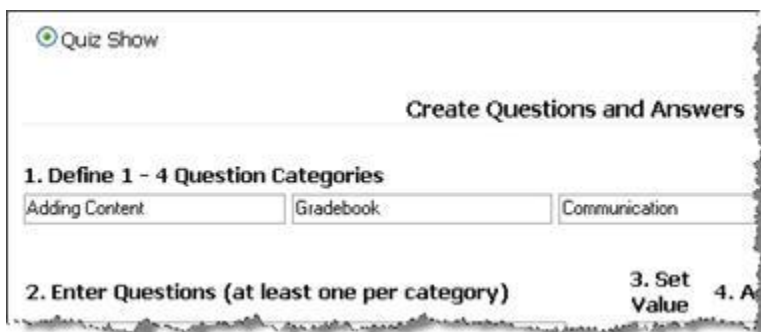 Quiz Show
Create Questions and Answers
1. Define 1 - 4 Question Categories
Adding Content Gradebook Communication
2. Enter Questions (at least one per category) 3. Set Value 4.